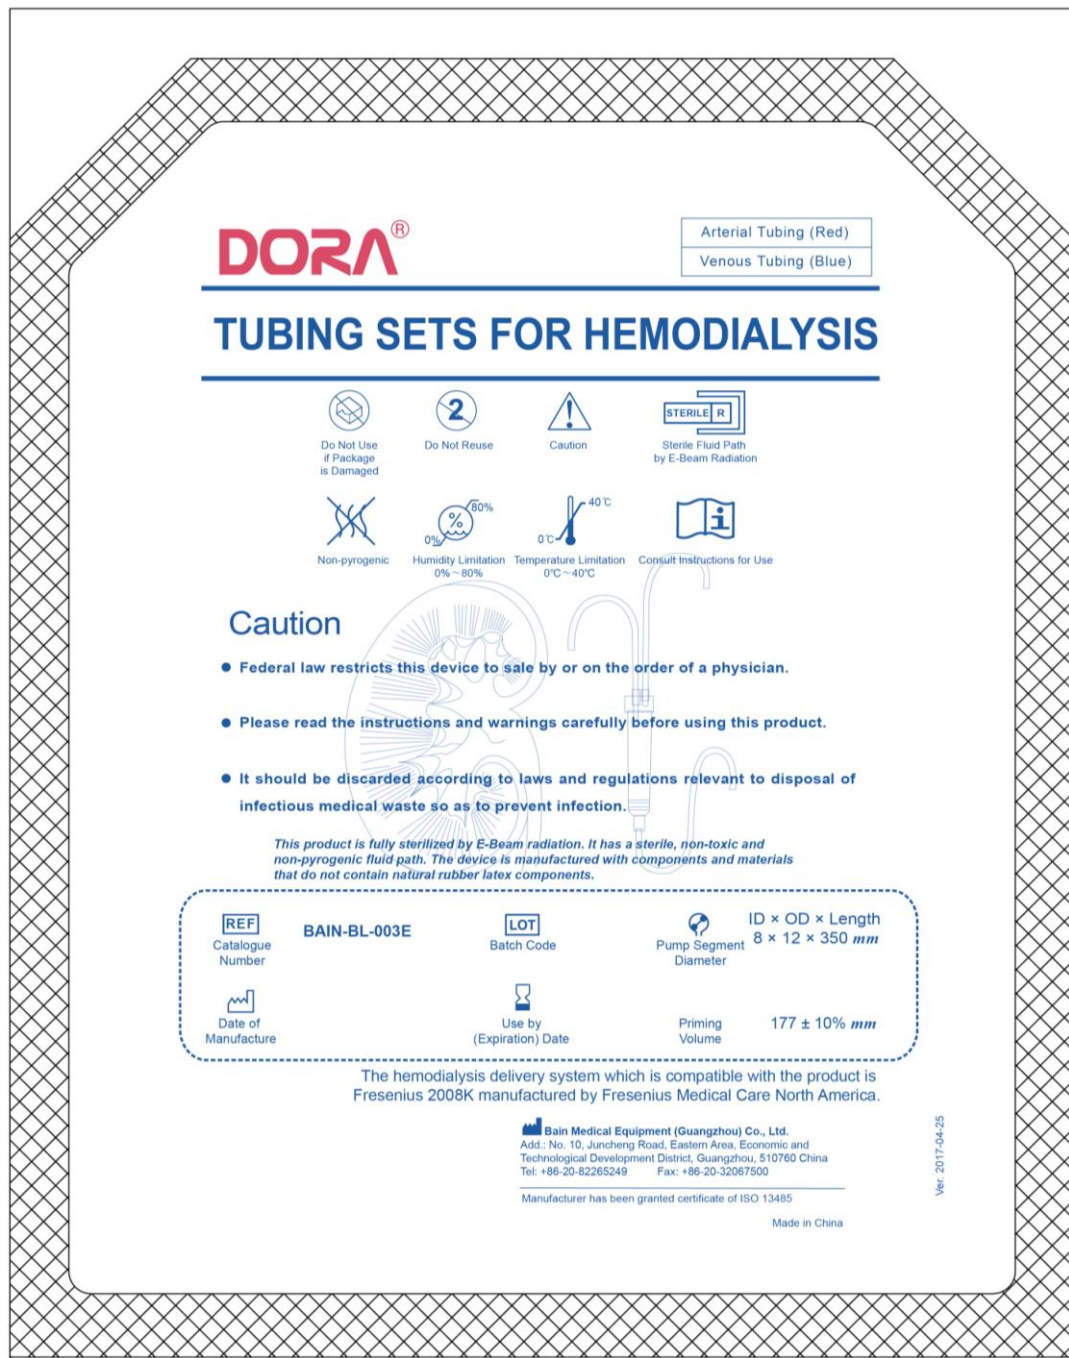 DORA®
Arterial Tubing (Red)
Venous Tubing (Blue)
TUBING SETS FOR HEMODIALYSIS
Do Not Use
if Package
is Damaged
2
Do Not Reuse
Caution
STERILE R
Sterile Fluid Path
by E-Beam Radiation
Non-pyrogenic
80%
%
0%
Humidity Limitation
0%~80%
40℃
0℃
Temperature Limitation
0℃~40℃
i
Consult Instructions for Use
Caution
● Federal law restricts this device to sale by or on the order of a physician.
● Please read the instructions and warnings carefully before using this product.
● It should be discarded according to laws and regulations relevant to disposal of
infectious medical waste so as to prevent infection.
This product is fully sterilized by E-Beam radiation. It has a sterile, non-toxic and
non-pyrogenic fluid path. The device is manufactured with components and materials
that do not contain natural rubber latex components.
REF
Catalogue
Number
BAIN-BL-003E
LOT
Batch Code
Pump Segment
Diameter
ID × OD × Length
8 × 12 × 350 mm
Date of
Manufacture
Use by
(Expiration) Date
Priming
Volume
177 ± 10% mm
The hemodialysis delivery system which is compatible with the product is
Fresenius 2008K manufactured by Fresenius Medical Care North America.
Bain Medical Equipment (Guangzhou) Co., Ltd.
Add.: No. 10, Juncheng Road, Eastern Area, Economic and
Technological Development District, Guangzhou, 510760 China
Tel: +86-20-82265249 Fax: +86-20-32067500
Manufacturer has been granted certificate of ISO 13485
Made in China
Ver. 2017-04-25